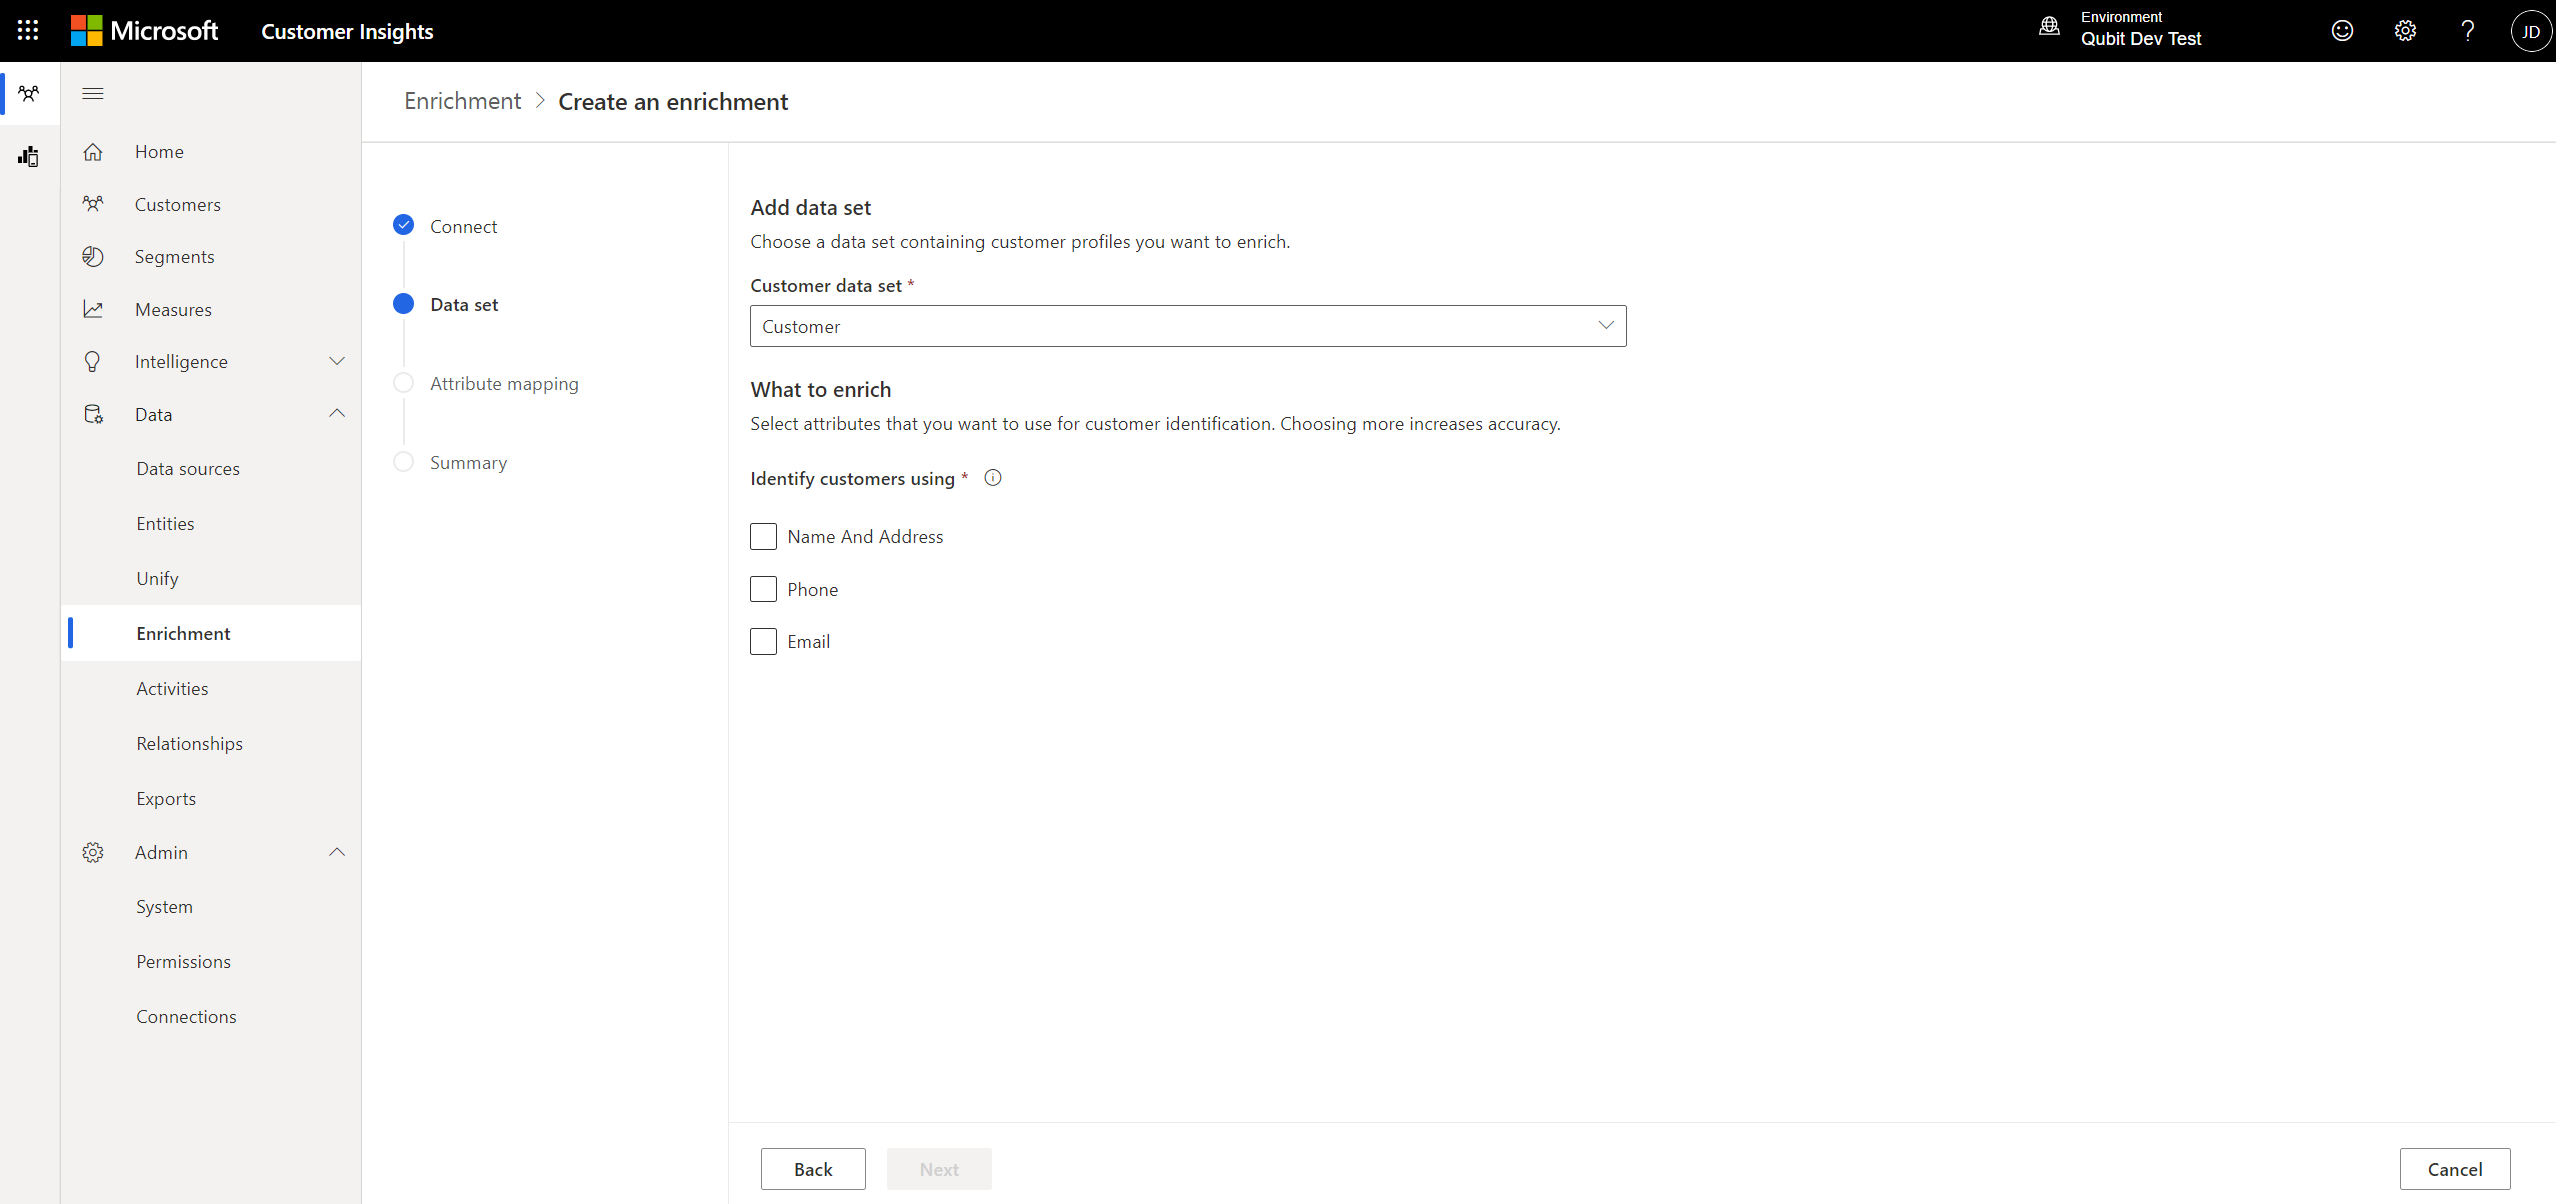 Microsoft
Customer Insights
Environment
Qubit Dev Test
?
JD
Enrichment > Create an enrichment
Home
Customers
Segments
Measures
Intelligence
Data
Data sources
Entities
Unify
Enrichment
Activities
Relationships
Exports
Admin
System
Permissions
Connections
Connect
Data set
Attribute mapping
Summary
Add data set
Choose a data set containing customer profiles you want to enrich.
Customer data set *
Customer
What to enrich
Select attributes that you want to use for customer identification. Choosing more increases accuracy.
Identify customers using *
Name And Address
Phone
Email
Back
Next
Cancel